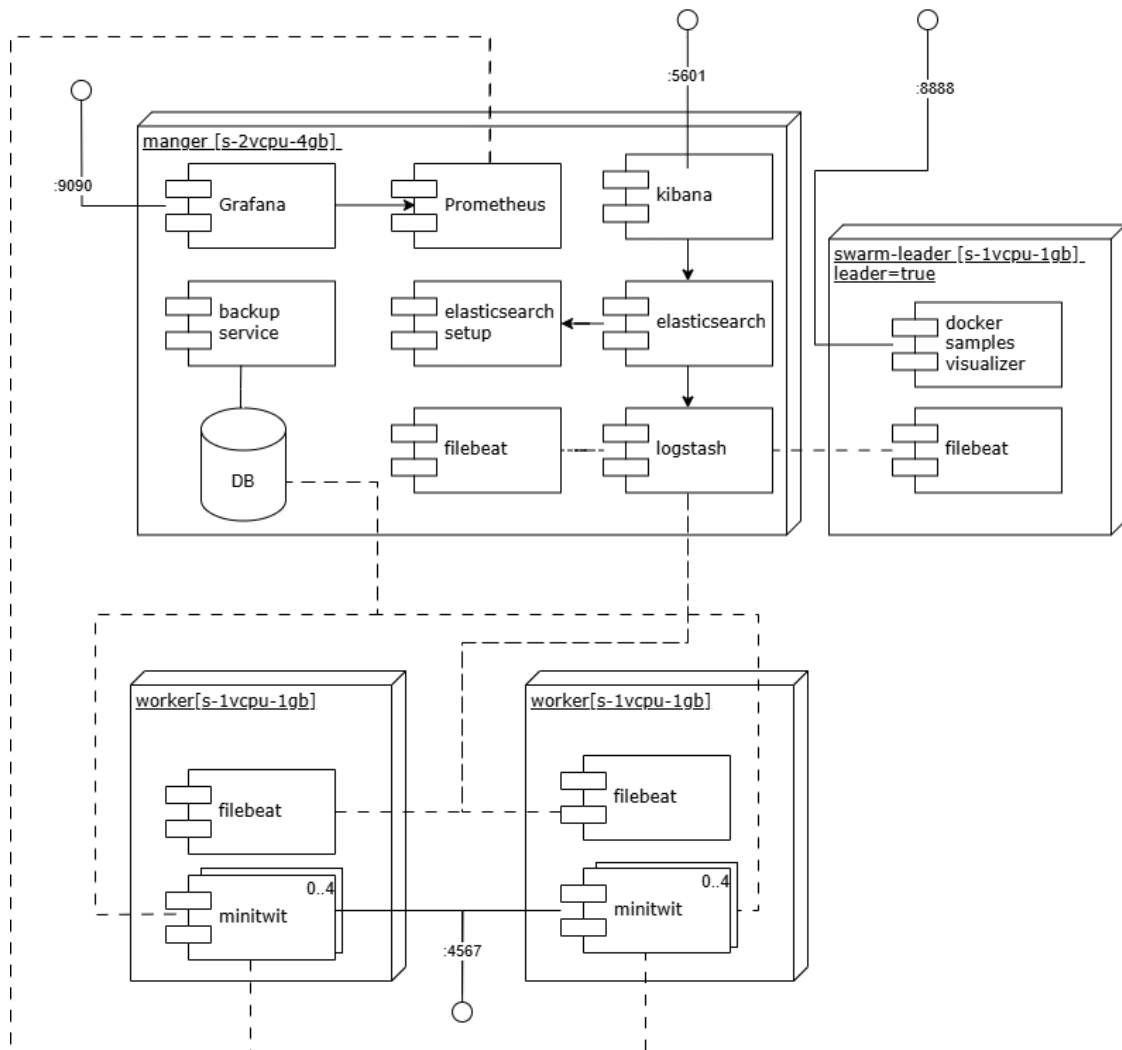 :5601
:8888
:9090
manger [s-2vcpu-4gb]
Grafana
Prometheus
kibana
backup
service
elasticsearch
setup
elasticsearch
DB
filebeat
logstash
swarm-leader [s-1vcpu-1gb]
leader=true
docker
samples
visualizer
filebeat
worker[s-1vcpu-1gb]
filebeat
0..4
minitwit
worker[s-1vcpu-1gb]
filebeat
0..4
minitwit
:4567